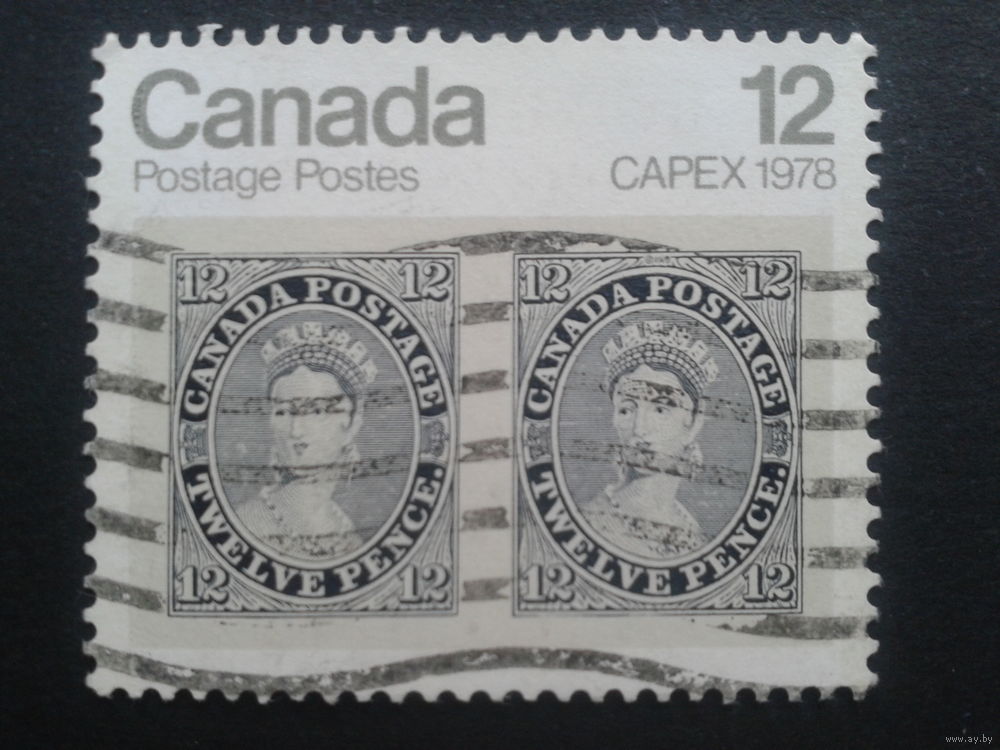 Canada 12
Postage Postes CAPEX 1978
12 12 12 12
CANADA POSTAGE CANADA POSTAGE
TWELVE PENCE. TWELVE PENCE.
12 12 12 12
www.ay.by